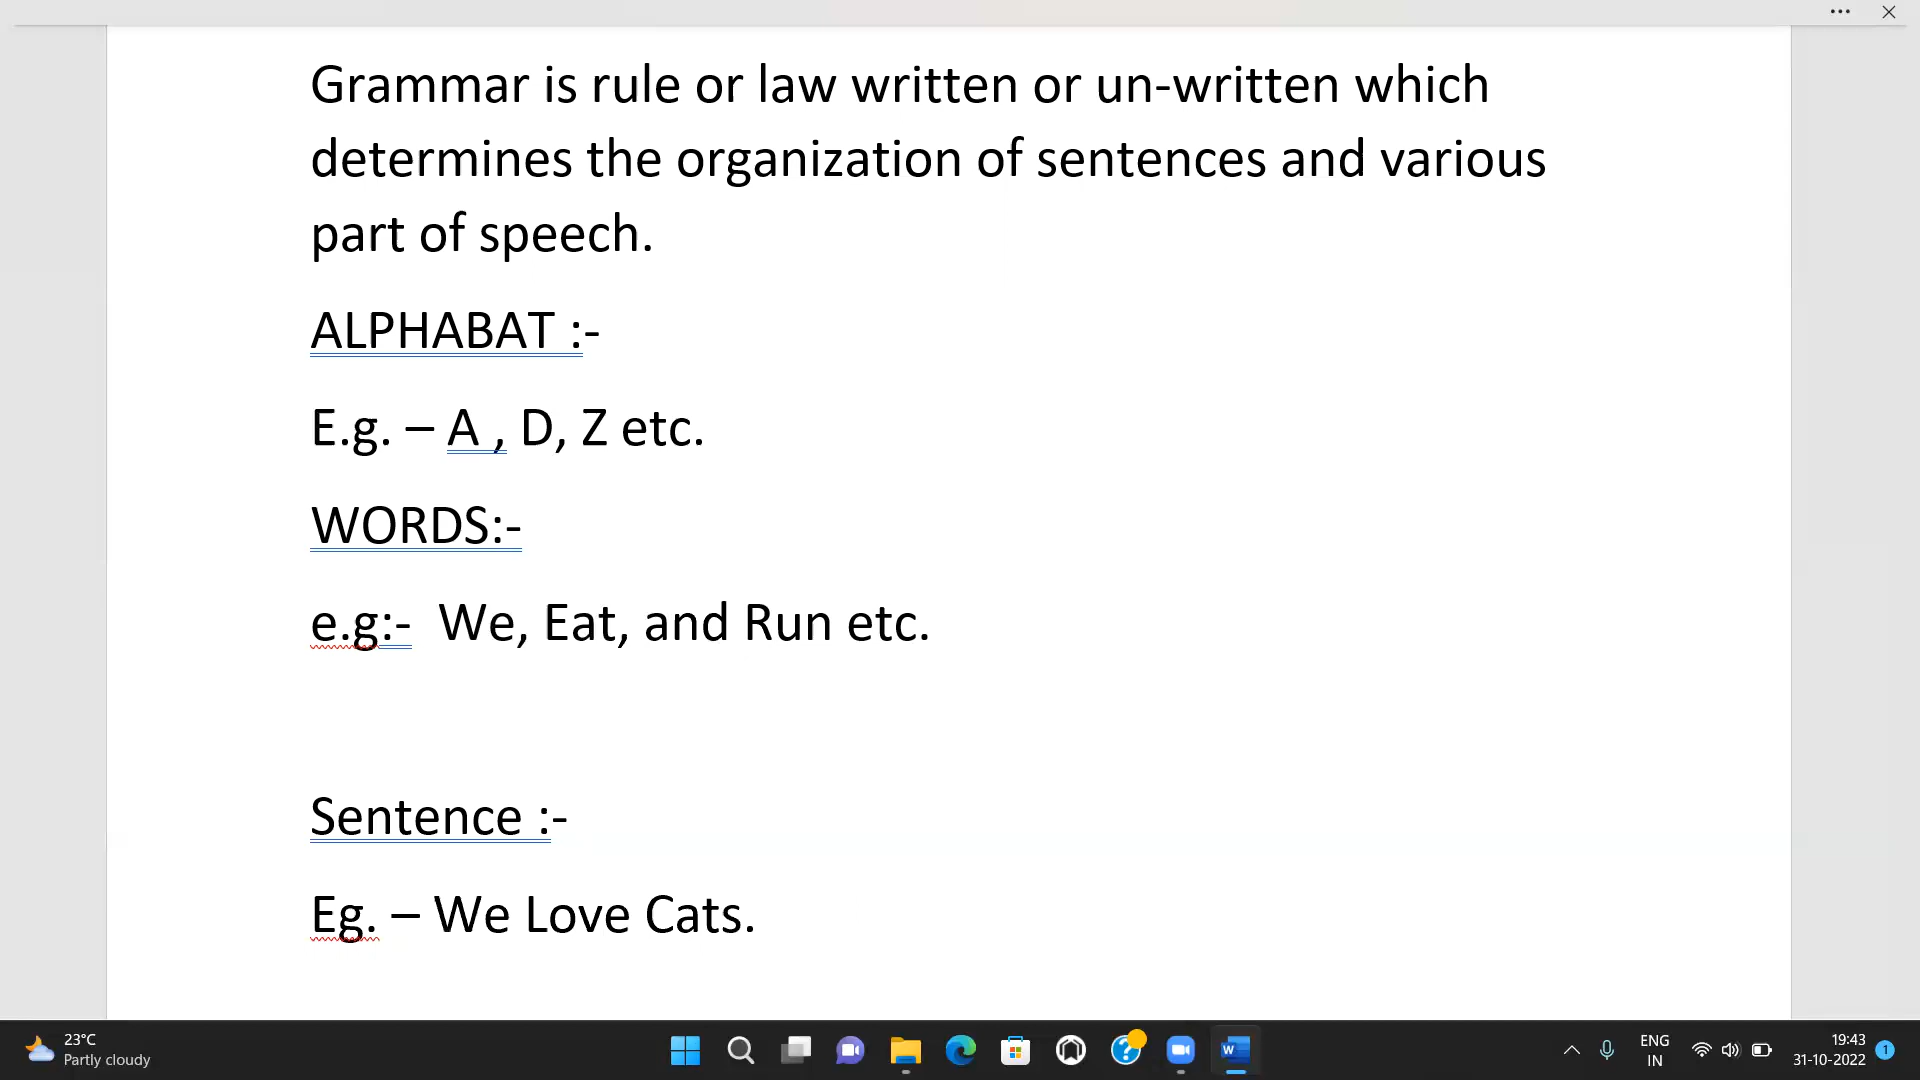 Grammar is rule or law written or un-written which
determines the organization of sentences and various
part of speech.
ALPHABAT :-
E.g. – A , D, Z etc.
WORDS:-
e.g:-  We, Eat, and Run etc.
Sentence :-
Eg. – We Love Cats.
23°C
Partly cloudy
ENG
IN
19:43
31-10-2022
1